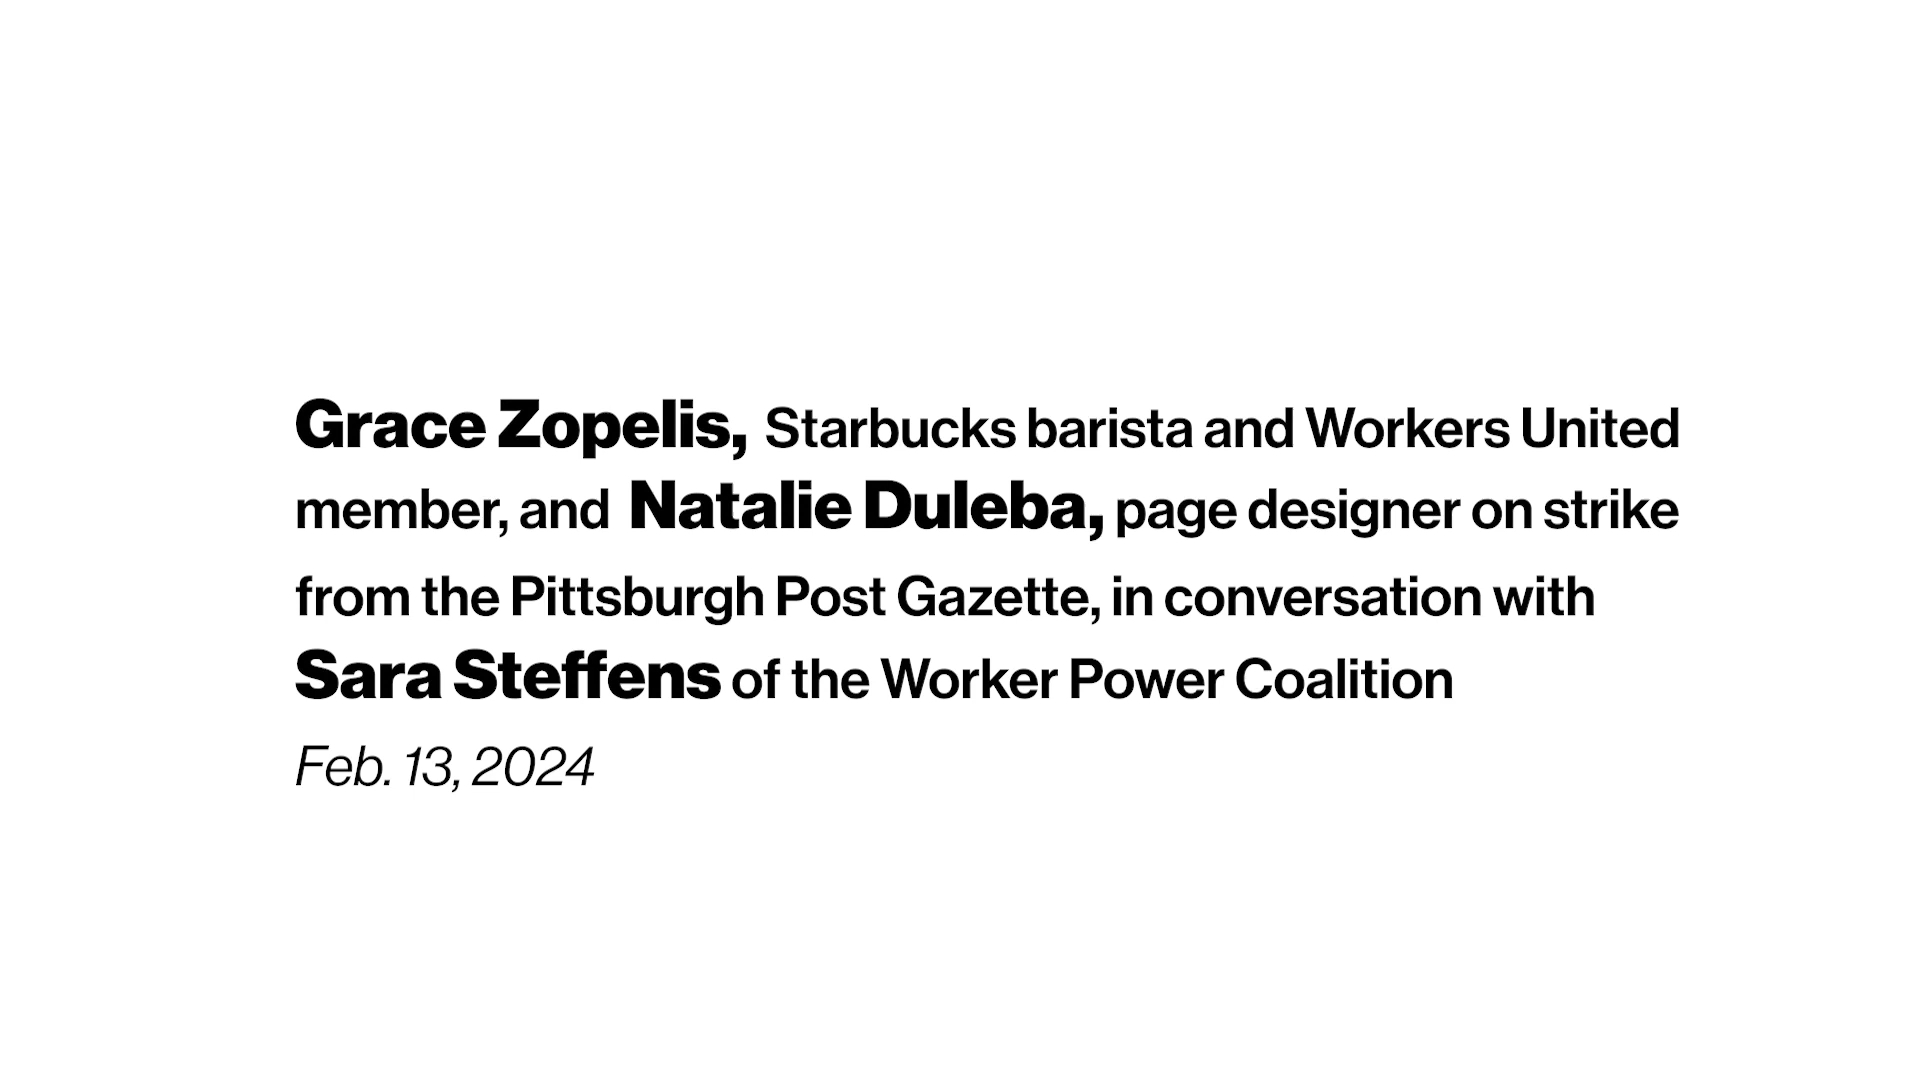 Grace Zopelis, Starbucks barista and Workers United
member, and Natalie Duleba, page designer on strike
from the Pittsburgh Post Gazette, in conversation with
Sara Steffens of the Worker Power Coalition
Feb. 13, 2024